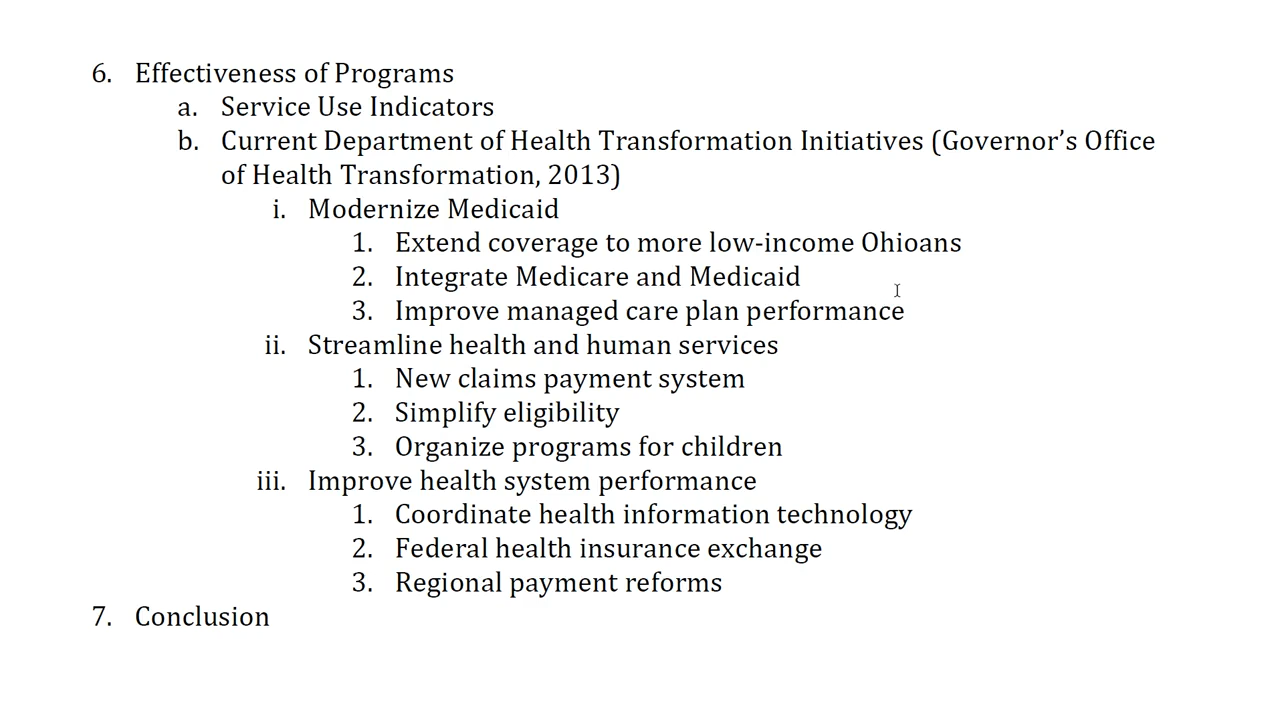 6. Effectiveness of Programs
a. Service Use Indicators
b. Current Department of Health Transformation Initiatives (Governor’s Office
of Health Transformation, 2013)
i. Modernize Medicaid
1. Extend coverage to more low-income Ohioans
2. Integrate Medicare and Medicaid
3. Improve managed care plan performance
ii. Streamline health and human services
1. New claims payment system
2. Simplify eligibility
3. Organize programs for children
iii. Improve health system performance
1. Coordinate health information technology
2. Federal health insurance exchange
3. Regional payment reforms
7. Conclusion